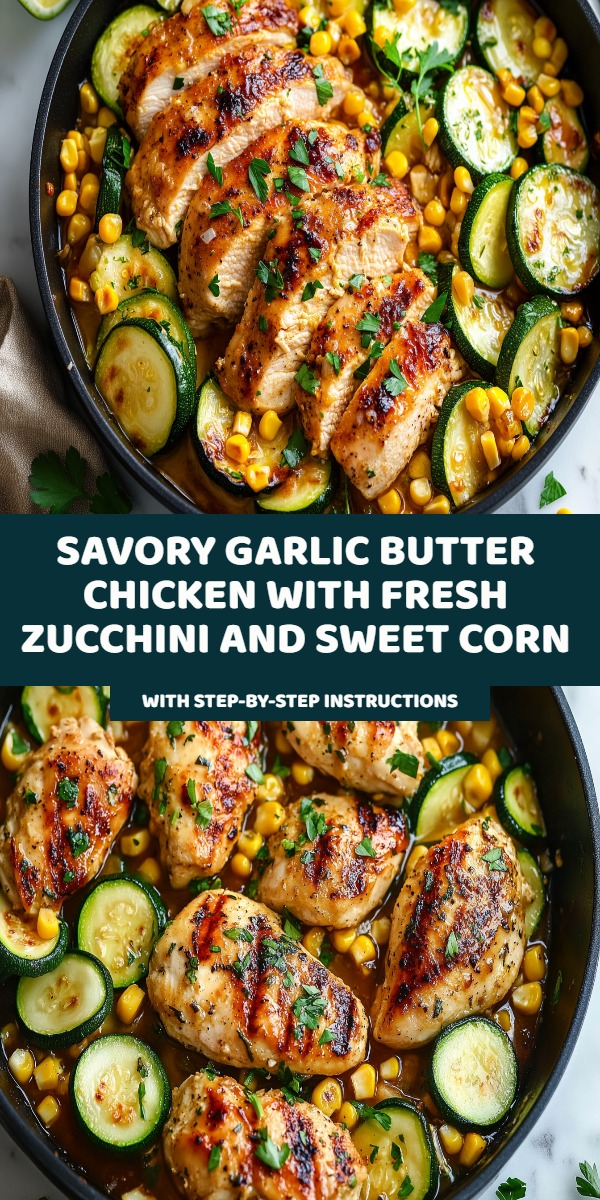 SAVORY GARLIC BUTTER
CHICKEN WITH FRESH
ZUCCHINI AND SWEET CORN
WITH STEP-BY-STEP INSTRUCTIONS